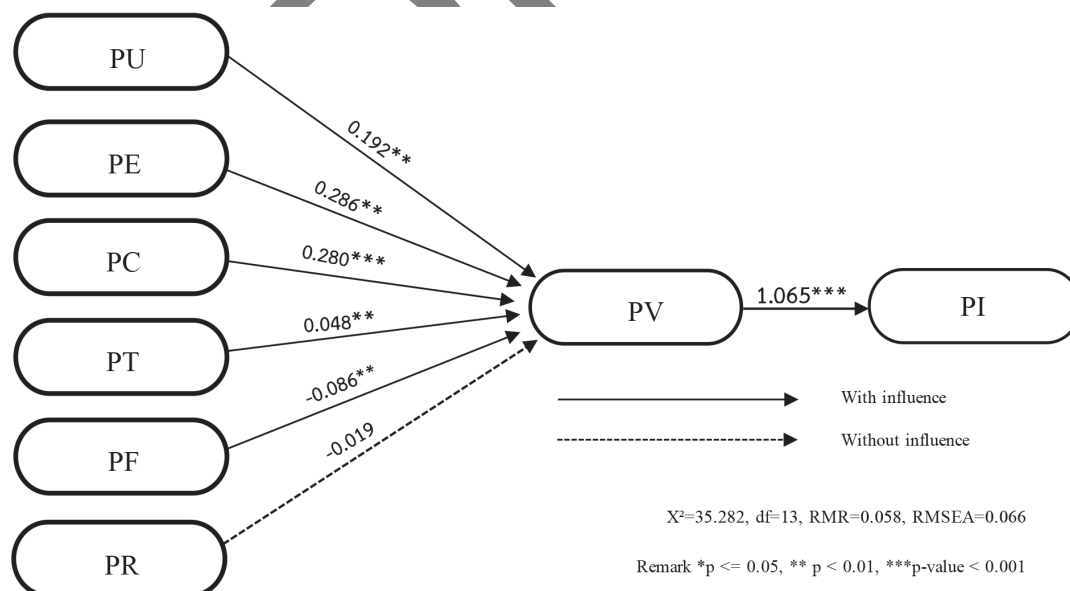 PU
0.192**
PE
0.286**
PC
0.280***
PT
0.048**
PF
-0.086**
PR
-0.019
PV
1.065***
PI
With influence
Without influence
X²=35.282, df=13, RMR=0.058, RMSEA=0.066
Remark *p <= 0.05, ** p < 0.01, ***p-value < 0.001